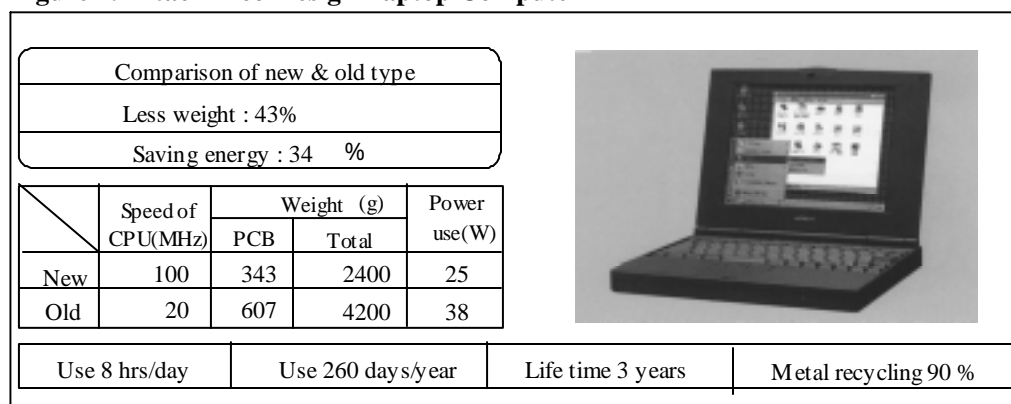 Comparison of new & old type
Less weight : 43%
Saving energy : 34 %
Speed of CPU(MHz) Weight (g) Power use(W)
PCB Total
New 100 343 2400 25
Old 20 607 4200 38
Use 8 hrs/day Use 260 days/year Life time 3 years Metal recycling 90 %